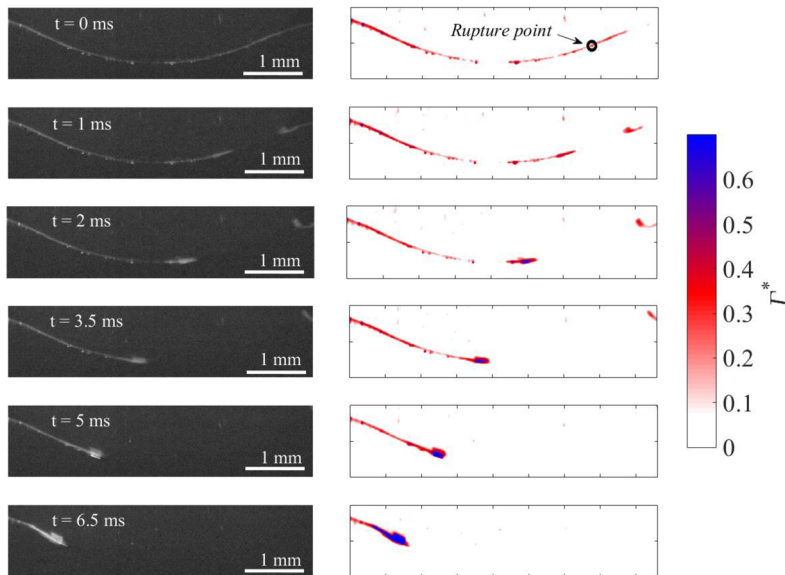 t = 0 ms
1 mm
Rupture point
t = 1 ms
1 mm
t = 2 ms
1 mm
t = 3.5 ms
1 mm
t = 5 ms
1 mm
t = 6.5 ms
1 mm
0.6
0.5
0.4
0.3
0.2
0.1
0
Γ*